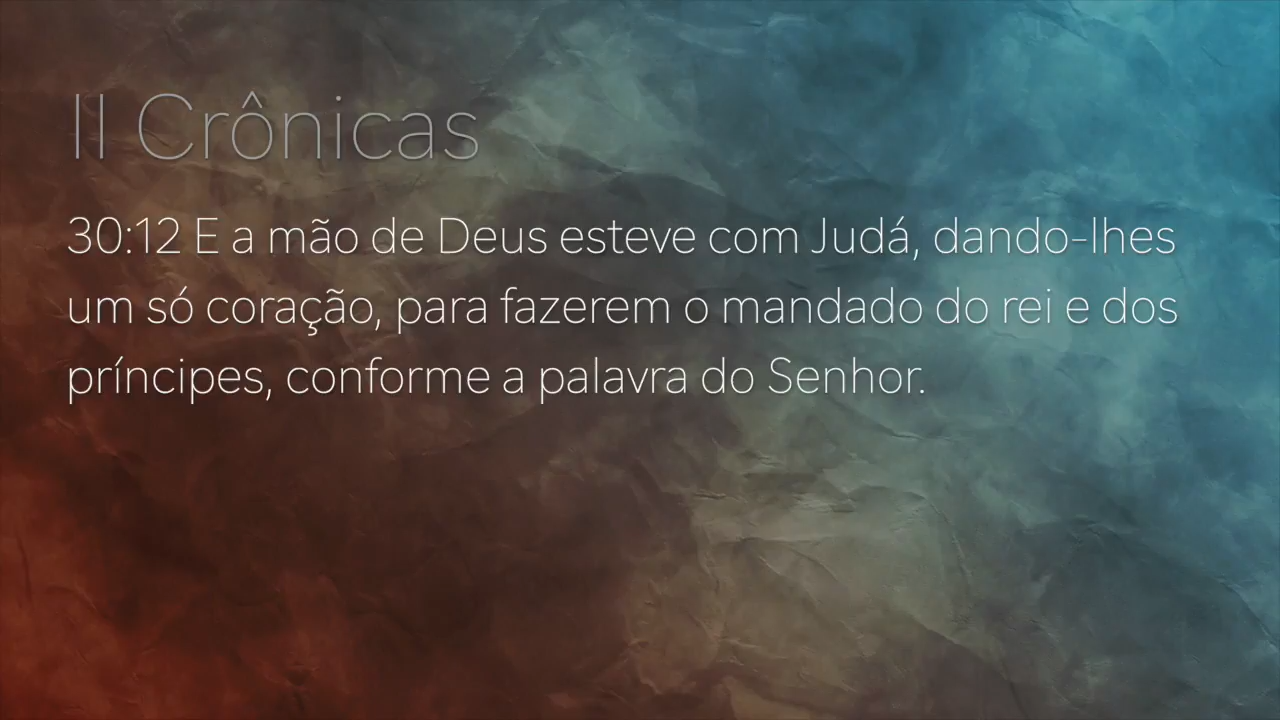 II Crônicas
30:12 E a mão de Deus esteve com Judá, dando-lhes
um só coração, para fazerem o mandado do rei e dos
príncipes, conforme a palavra do Senhor.